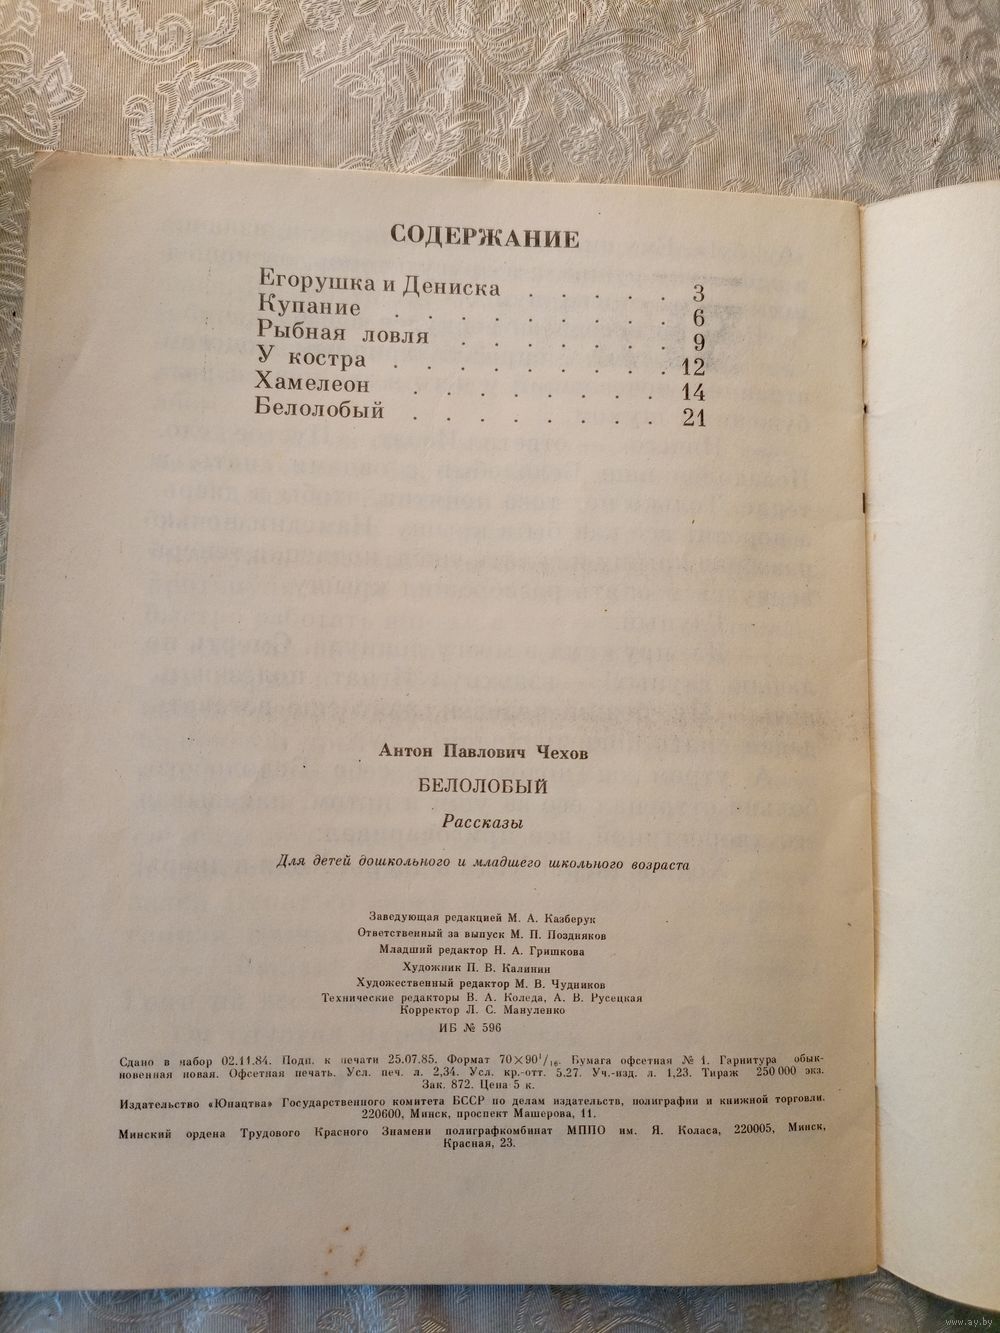 СОДЕРЖАНИЕ
Егорушка и Дениска . . . . . 3
Купание . . . . . . . . . 6
Рыбная ловля . . . . . . . 9
У костра . . . . . . . . . 12
Хамелеон . . . . . . . . 14
Белолобый . . . . . . . . 21
Антон Павлович Чехов
БЕЛОЛОБЫЙ
Рассказы
Для детей дошкольного и младшего школьного возраста
Заведующая редакцией М. А. Казберук
Ответственный за выпуск М. П. Поздняков
Младший редактор Н. А. Гришкова
Художник П. В. Калинин
Художественный редактор М. В. Чудников
Технические редакторы В. А. Коледа, А. В. Русецкая
Корректор Л. С. Мануленко
ИБ № 596
Сдано в набор 02.11.84. Подп. к печати 25.07.85. Формат 70×90¹/₁₆. Бумага офсетная № 1. Гарнитура обык-
новенная новая. Офсетная печать. Усл. печ. л. 2,34. Усл. кр.-отт. 5.27. Уч.-изд. л. 1,23. Тираж 250 000 экз.
Зак. 872. Цена 5 к.
Издательство «Юнацтва» Государственного комитета БССР по делам издательств, полиграфии и книжной торговли.
220600, Минск, проспект Машерова, 11.
Минский ордена Трудового Красного Знамени полиграфкомбинат МППО им. Я. Коласа, 220005, Минск,
Красная, 23.
www.ay.by